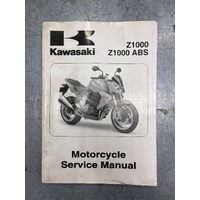 Kawasaki
Z1000
Z1000 ABS
Motorcycle
Service Manual